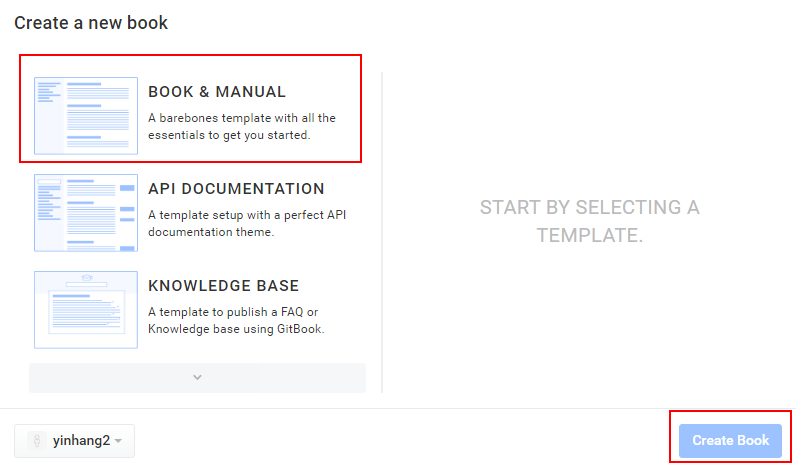 Create a new book
BOOK & MANUAL
A barebones template with all the
essentials to get you started.
API DOCUMENTATION
A template setup with a perfect API
documentation theme.
KNOWLEDGE BASE
A template to publish a FAQ or
Knowledge base using GitBook.
START BY SELECTING A
TEMPLATE.
yinhang2
Create Book